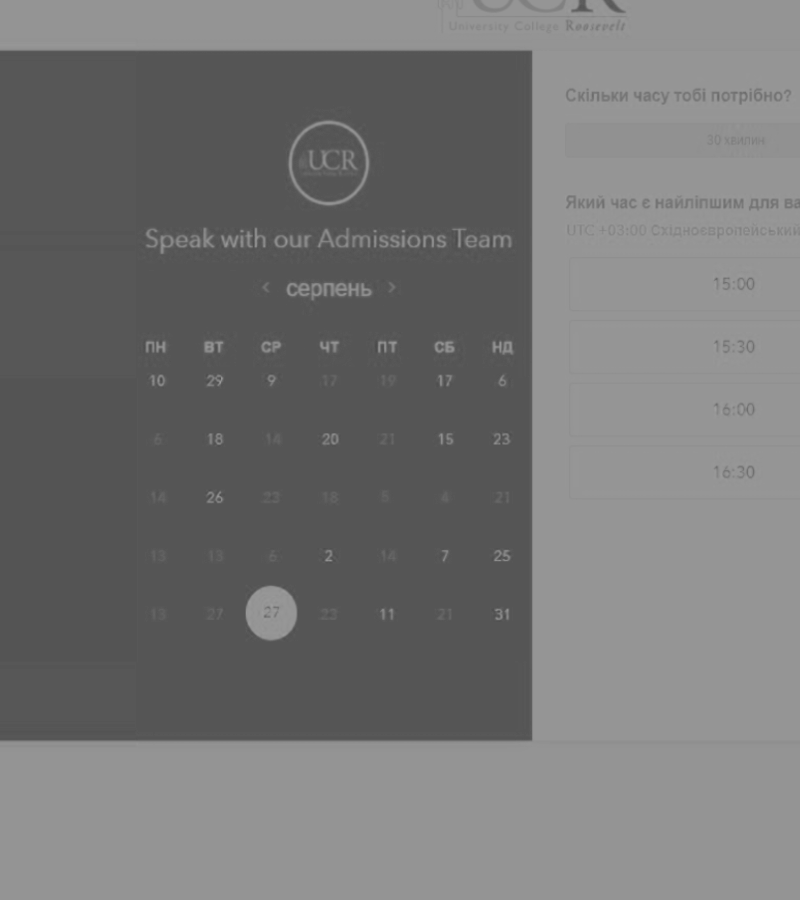 UCR
University College Roosevelt
Скільки часу тобі потрібно?
30 хвилин
UCR
Який час є найліпшим для ва
UTC +03:00 Східноєвропейський
Speak with our Admissions Team
15:00
< серпень >
15:30
ПН ВТ СР ЧТ ПТ СБ НД
10 29 9 17 19 17 6
16:00
6 18 14 20 21 15 23
16:30
14 26 23 18 5 4 21
13 13 6 2 14 7 25
13 27 27 23 11 21 31